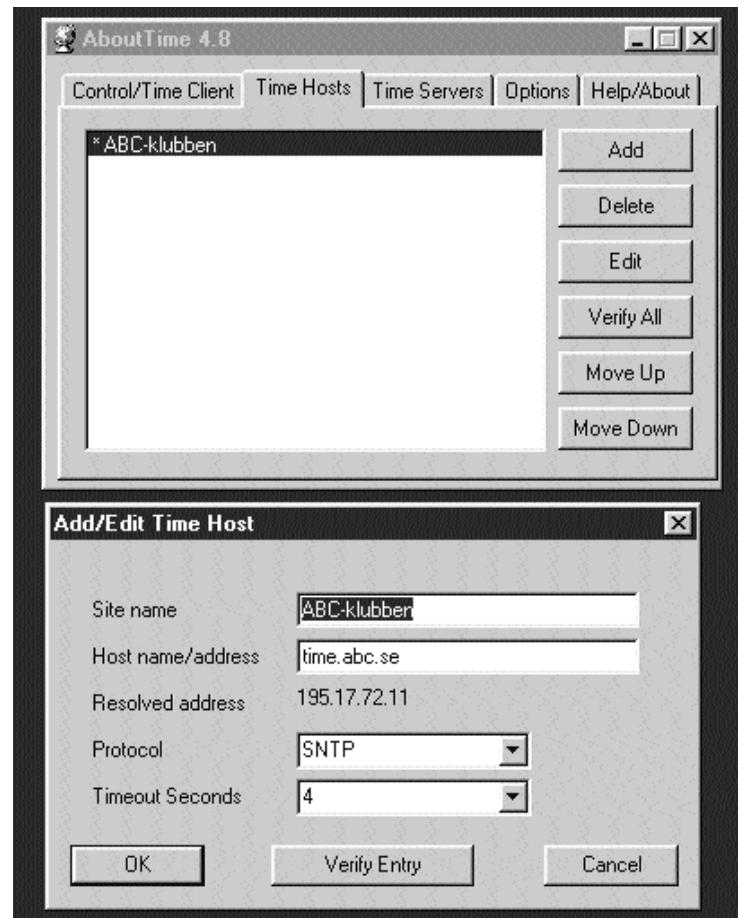 AboutTime 4.8
Control/Time Client Time Hosts Time Servers Options Help/About
* ABC-klubben
Add
Delete
Edit
Verify All
Move Up
Move Down
Add/Edit Time Host
Site name ABC-klubben
Host name/address time.abc.se
Resolved address 195.17.72.11
Protocol SNTP
Timeout Seconds 4
OK Verify Entry Cancel